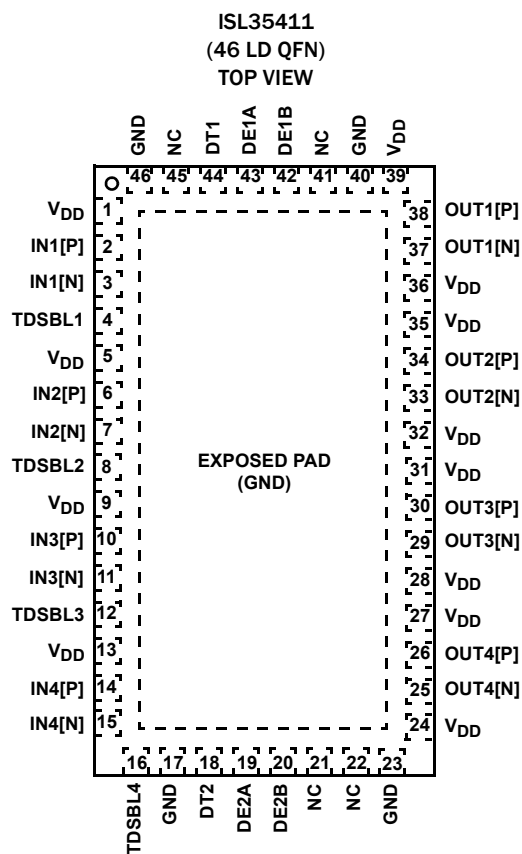 ISL35411
(46 LD QFN)
TOP VIEW
GND NC DT1 DE1A DE1B NC GND VDD
46 45 44 43 42 41 40 39
VDD 1
IN1[P] 2
IN1[N] 3
TDSBL1 4
VDD 5
IN2[P] 6
IN2[N] 7
TDSBL2 8
VDD 9
IN3[P] 10
IN3[N] 11
TDSBL3 12
VDD 13
IN4[P] 14
IN4[N] 15
EXPOSED PAD
(GND)
38 OUT1[P]
37 OUT1[N]
36 VDD
35 VDD
34 OUT2[P]
33 OUT2[N]
32 VDD
31 VDD
30 OUT3[P]
29 OUT3[N]
28 VDD
27 VDD
26 OUT4[P]
25 OUT4[N]
24 VDD
16 17 18 19 20 21 22 23
TDSBL4 GND DT2 DE2A DE2B NC NC GND